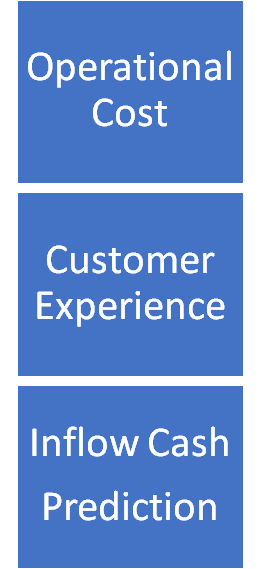 Operational
Cost
Customer
Experience
Inflow Cash
Prediction